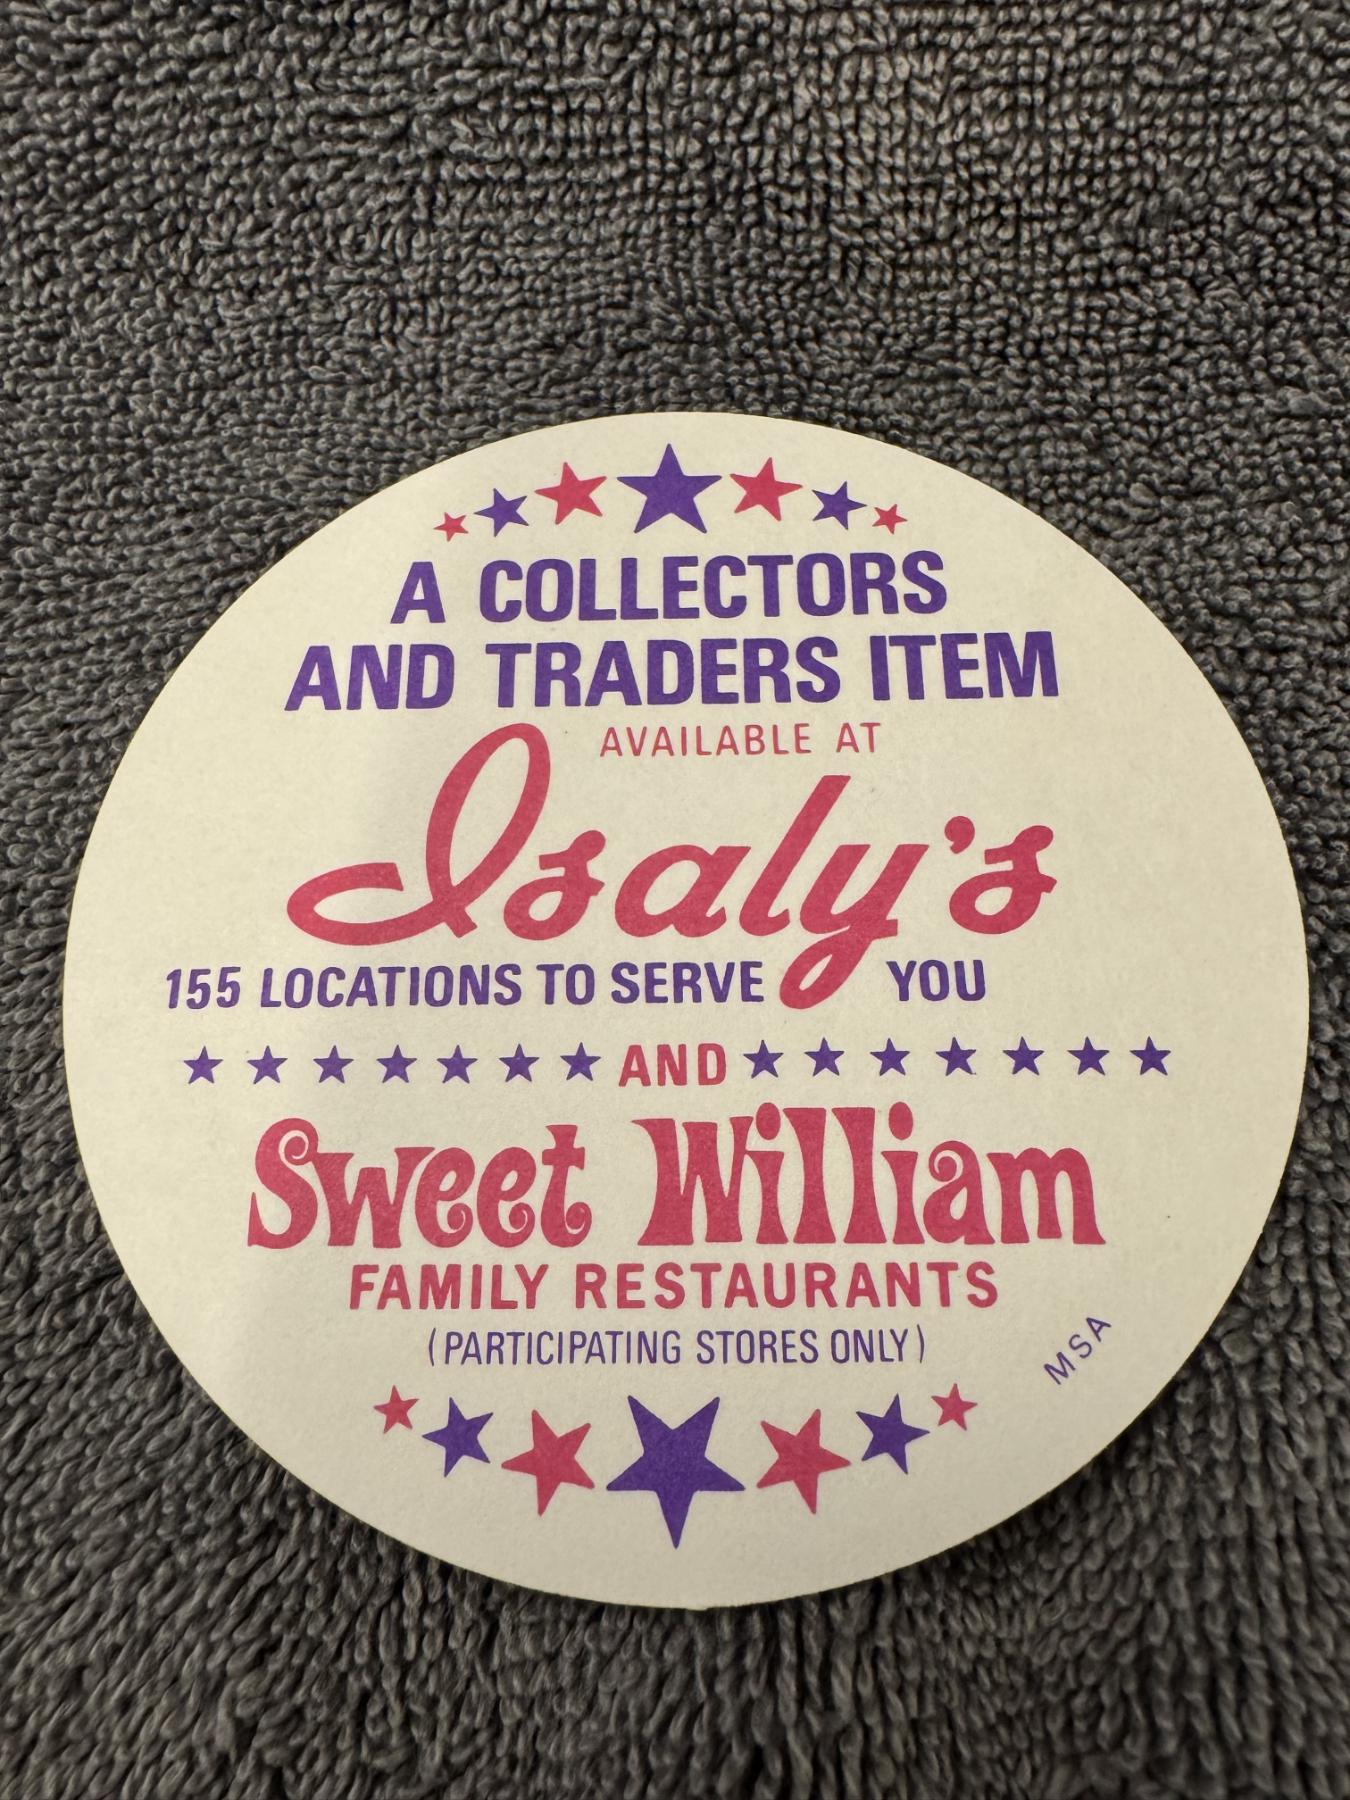 A COLLECTORS
AND TRADERS ITEM
AVAILABLE AT
Isaly's
155 LOCATIONS TO SERVE YOU
AND
Sweet William
FAMILY RESTAURANTS
(PARTICIPATING STORES ONLY)
MSA